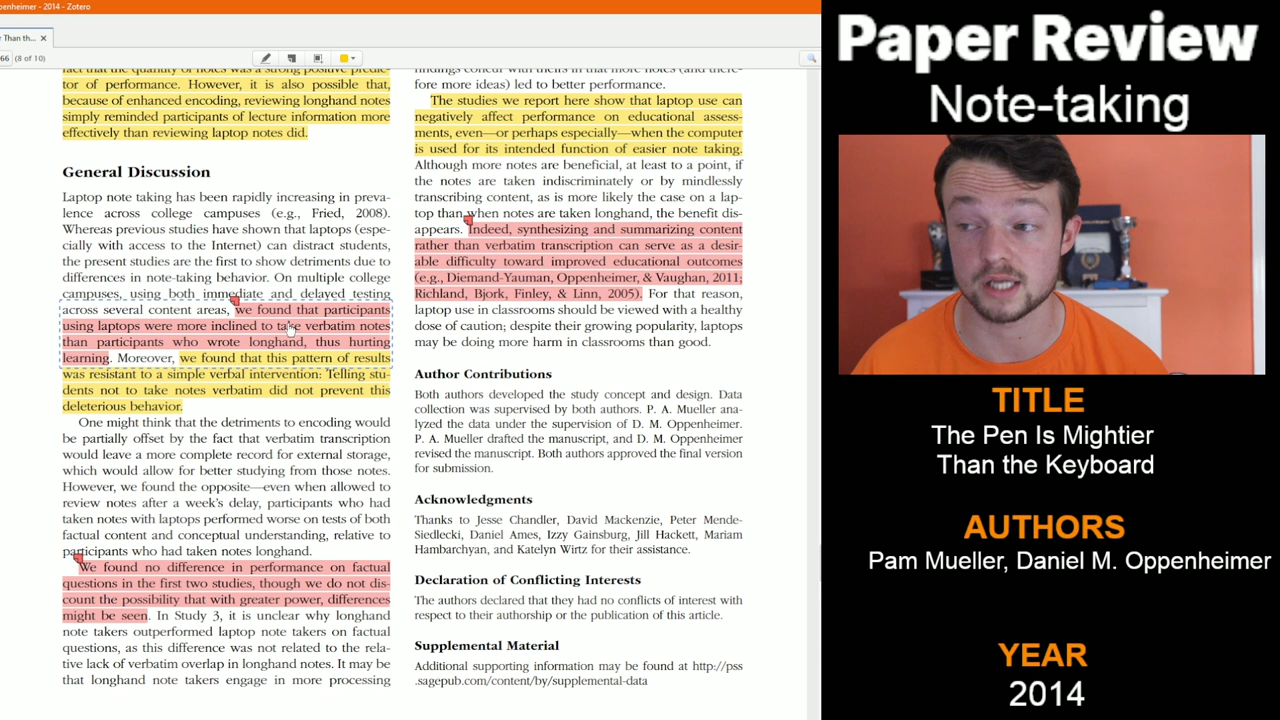 penheimer - 2014 - Zotero
r Than th...
66 (8 of 10)
fact that the quantity of notes was a strong positive predic-
tor of performance. However, it is also possible that,
because of enhanced encoding, reviewing longhand notes
simply reminded participants of lecture information more
effectively than reviewing laptop notes did.
General Discussion
Laptop note taking has been rapidly increasing in preva-
lence across college campuses (e.g., Fried, 2008).
Whereas previous studies have shown that laptops (espe-
cially with access to the Internet) can distract students,
the present studies are the first to show detriments due to
differences in note-taking behavior. On multiple college
campuses, using both immediate and delayed testing
across several content areas, we found that participants
using laptops were more inclined to take verbatim notes
than participants who wrote longhand, thus hurting
learning. Moreover, we found that this pattern of results
was resistant to a simple verbal intervention: Telling stu-
dents not to take notes verbatim did not prevent this
deleterious behavior.
One might think that the detriments to encoding would
be partially offset by the fact that verbatim transcription
would leave a more complete record for external storage,
which would allow for better studying from those notes.
However, we found the opposite—even when allowed to
review notes after a week's delay, participants who had
taken notes with laptops performed worse on tests of both
factual content and conceptual understanding, relative to
participants who had taken notes longhand.
We found no difference in performance on factual
questions in the first two studies, though we do not dis-
count the possibility that with greater power, differences
might be seen. In Study 3, it is unclear why longhand
note takers outperformed laptop note takers on factual
questions, as this difference was not related to the rela-
tive lack of verbatim overlap in longhand notes. It may be
that longhand note takers engage in more processing
findings concur with theirs in that more notes (and there-
fore more ideas) led to better performance.
The studies we report here show that laptop use can
negatively affect performance on educational assess-
ments, even—or perhaps especially—when the computer
is used for its intended function of easier note taking.
Although more notes are beneficial, at least to a point, if
the notes are taken indiscriminately or by mindlessly
transcribing content, as is more likely the case on a lap-
top than when notes are taken longhand, the benefit dis-
appears. Indeed, synthesizing and summarizing content
rather than verbatim transcription can serve as a desir-
able difficulty toward improved educational outcomes
(e.g., Diemand-Yauman, Oppenheimer, & Vaughan, 2011;
Richland, Bjork, Finley, & Linn, 2005). For that reason,
laptop use in classrooms should be viewed with a healthy
dose of caution; despite their growing popularity, laptops
may be doing more harm in classrooms than good.
Author Contributions
Both authors developed the study concept and design. Data
collection was supervised by both authors. P. A. Mueller ana-
lyzed the data under the supervision of D. M. Oppenheimer.
P. A. Mueller drafted the manuscript, and D. M. Oppenheimer
revised the manuscript. Both authors approved the final version
for submission.
Acknowledgments
Thanks to Jesse Chandler, David Mackenzie, Peter Mende-
Siedlecki, Daniel Ames, Izzy Gainsburg, Jill Hackett, Mariam
Hambarchyan, and Katelyn Wirtz for their assistance.
Declaration of Conflicting Interests
The authors declared that they had no conflicts of interest with
respect to their authorship or the publication of this article.
Supplemental Material
Additional supporting information may be found at http://pss
.sagepub.com/content/by/supplemental-data
Paper Review
Note-taking
TITLE
The Pen Is Mightier
Than the Keyboard
AUTHORS
Pam Mueller, Daniel M. Oppenheimer
YEAR
2014